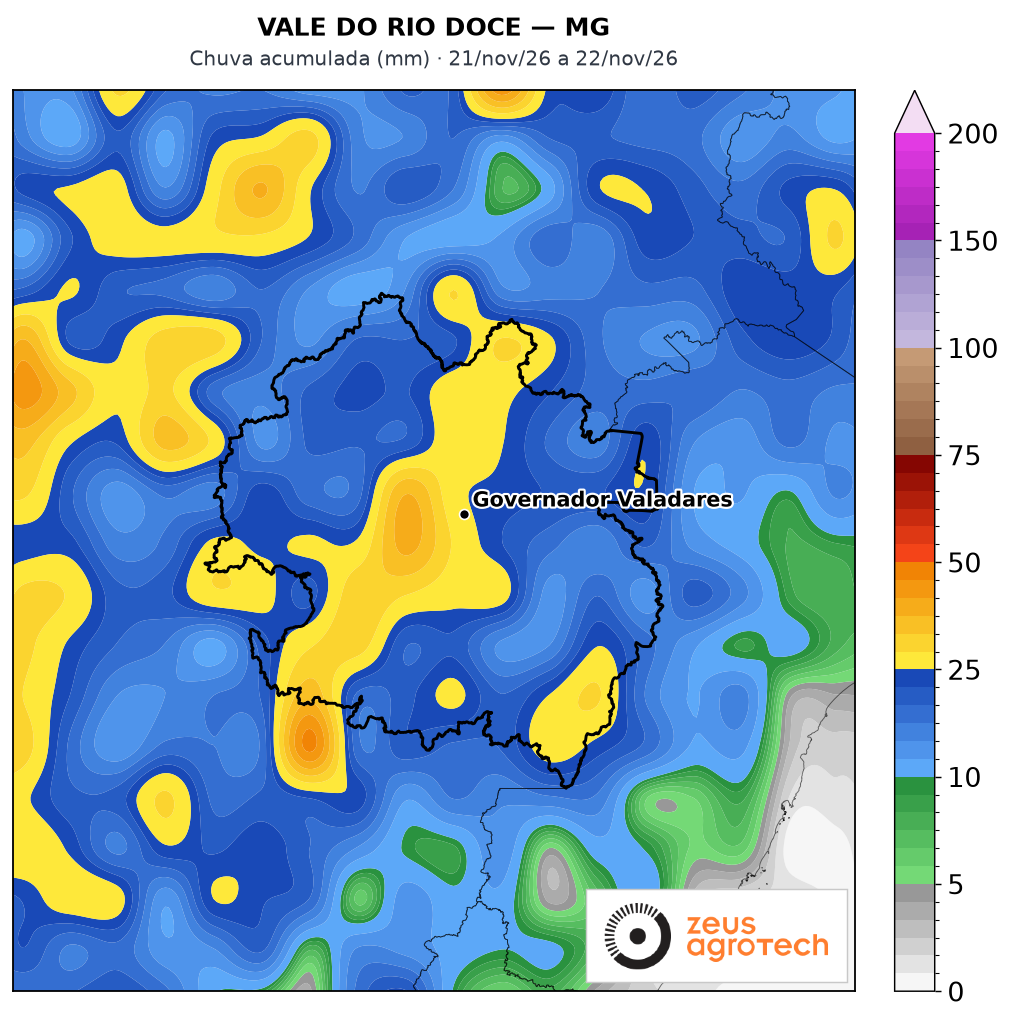 VALE DO RIO DOCE — MG
Chuva acumulada (mm) · 21/nov/26 a 22/nov/26
200
150
100
75
50
25
10
5
0
Governador Valadares
zeus
agrotech